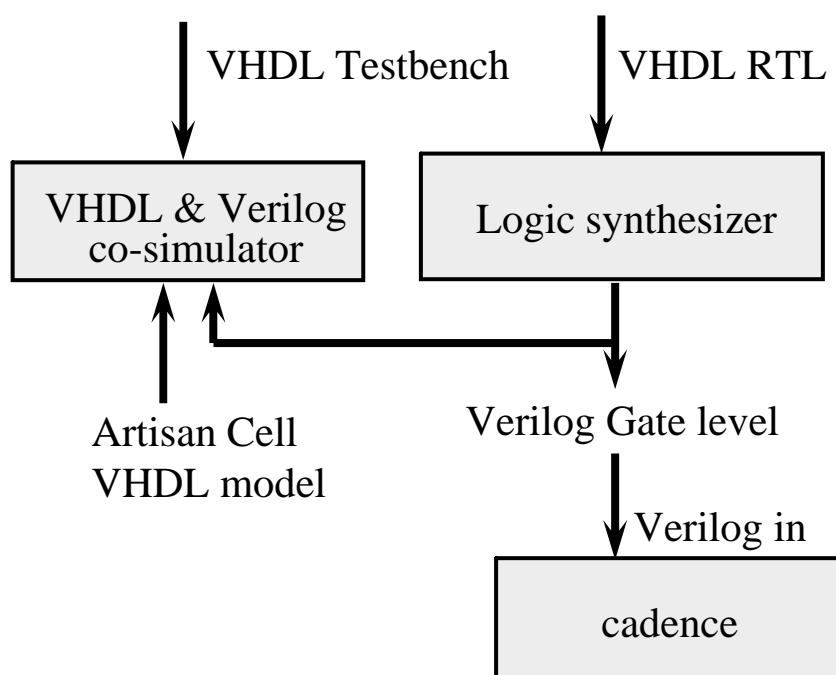 VHDL Testbench
VHDL RTL
VHDL & Verilog
co-simulator
Logic synthesizer
Artisan Cell
VHDL model
Verilog Gate level
Verilog in
cadence